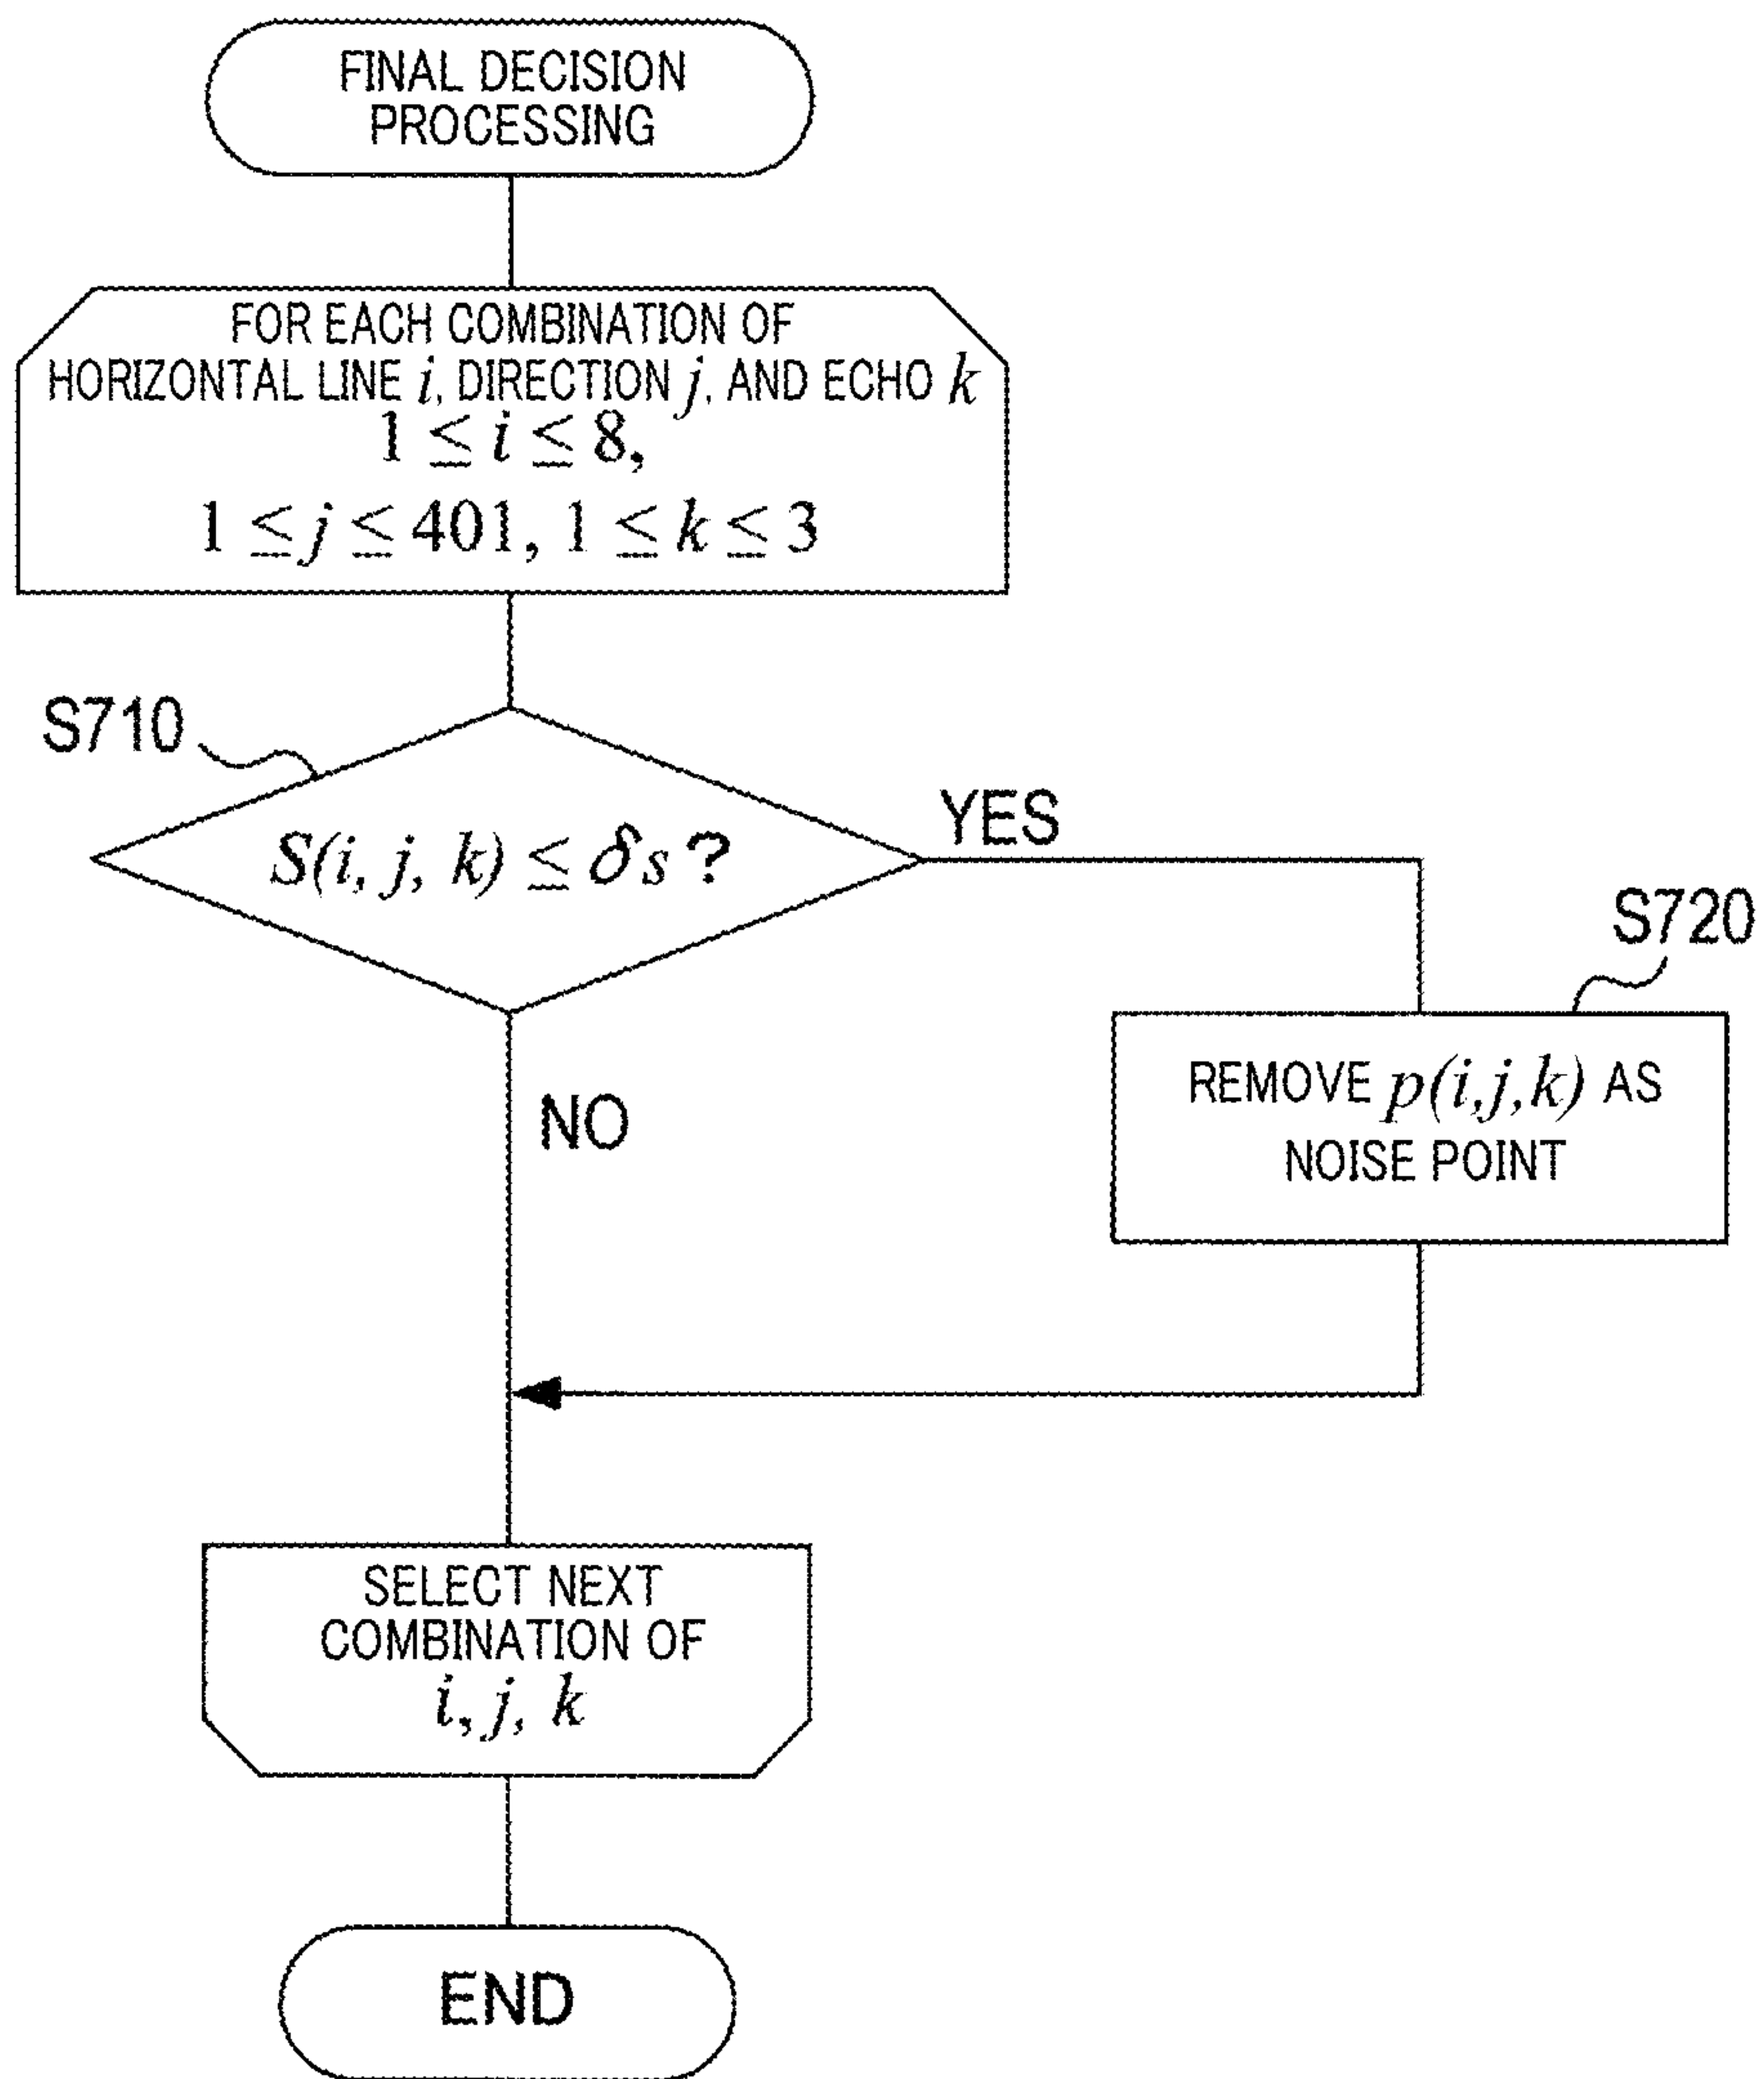 FINAL DECISION
PROCESSING
FOR EACH COMBINATION OF
HORIZONTAL LINE i, DIRECTION j, AND ECHO k
1 ≦ i ≦ 8,
1 ≦ j ≦ 401, 1 ≦ k ≦ 3
S710
S(i, j, k) ≦ δs ?
YES
S720
REMOVE p(i,j,k) AS
NOISE POINT
NO
SELECT NEXT
COMBINATION OF
i, j, k
END